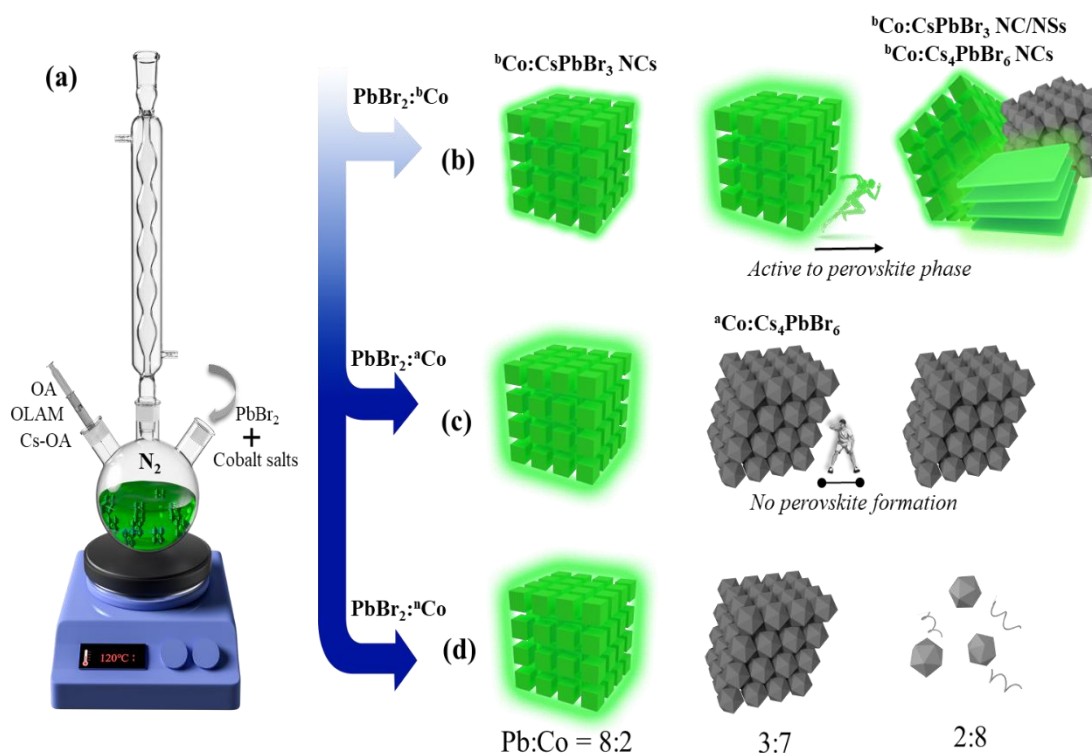 (a)
OA
OLAM
Cs-OA
N₂
PbBr₂
+
Cobalt salts
120°C :
PbBr₂:ᵇCo
(b)
ᵇCo:CsPbBr₃ NCs
ᵇCo:CsPbBr₃ NC/NSs
ᵇCo:Cs₄PbBr₆ NCs
Active to perovskite phase
PbBr₂:ᵃCo
(c)
ᵃCo:Cs₄PbBr₆
No perovskite formation
PbBr₂:ⁿCo
(d)
Pb:Co = 8:2
3:7
2:8